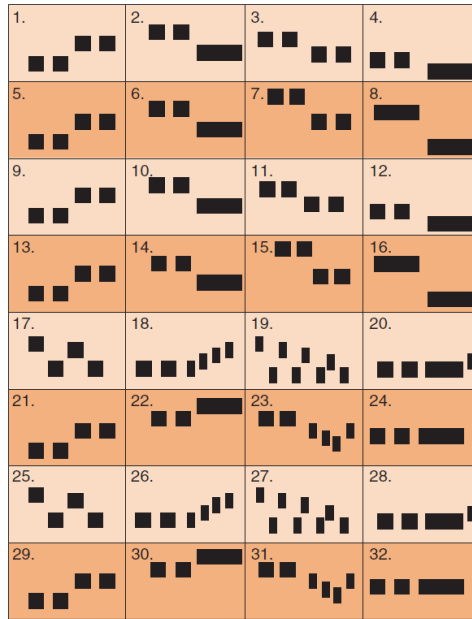 1. 2. 3. 4.
5. 6. 7. 8.
9. 10. 11. 12.
13. 14. 15. 16.
17. 18. 19. 20.
21. 22. 23. 24.
25. 26. 27. 28.
29. 30. 31. 32.